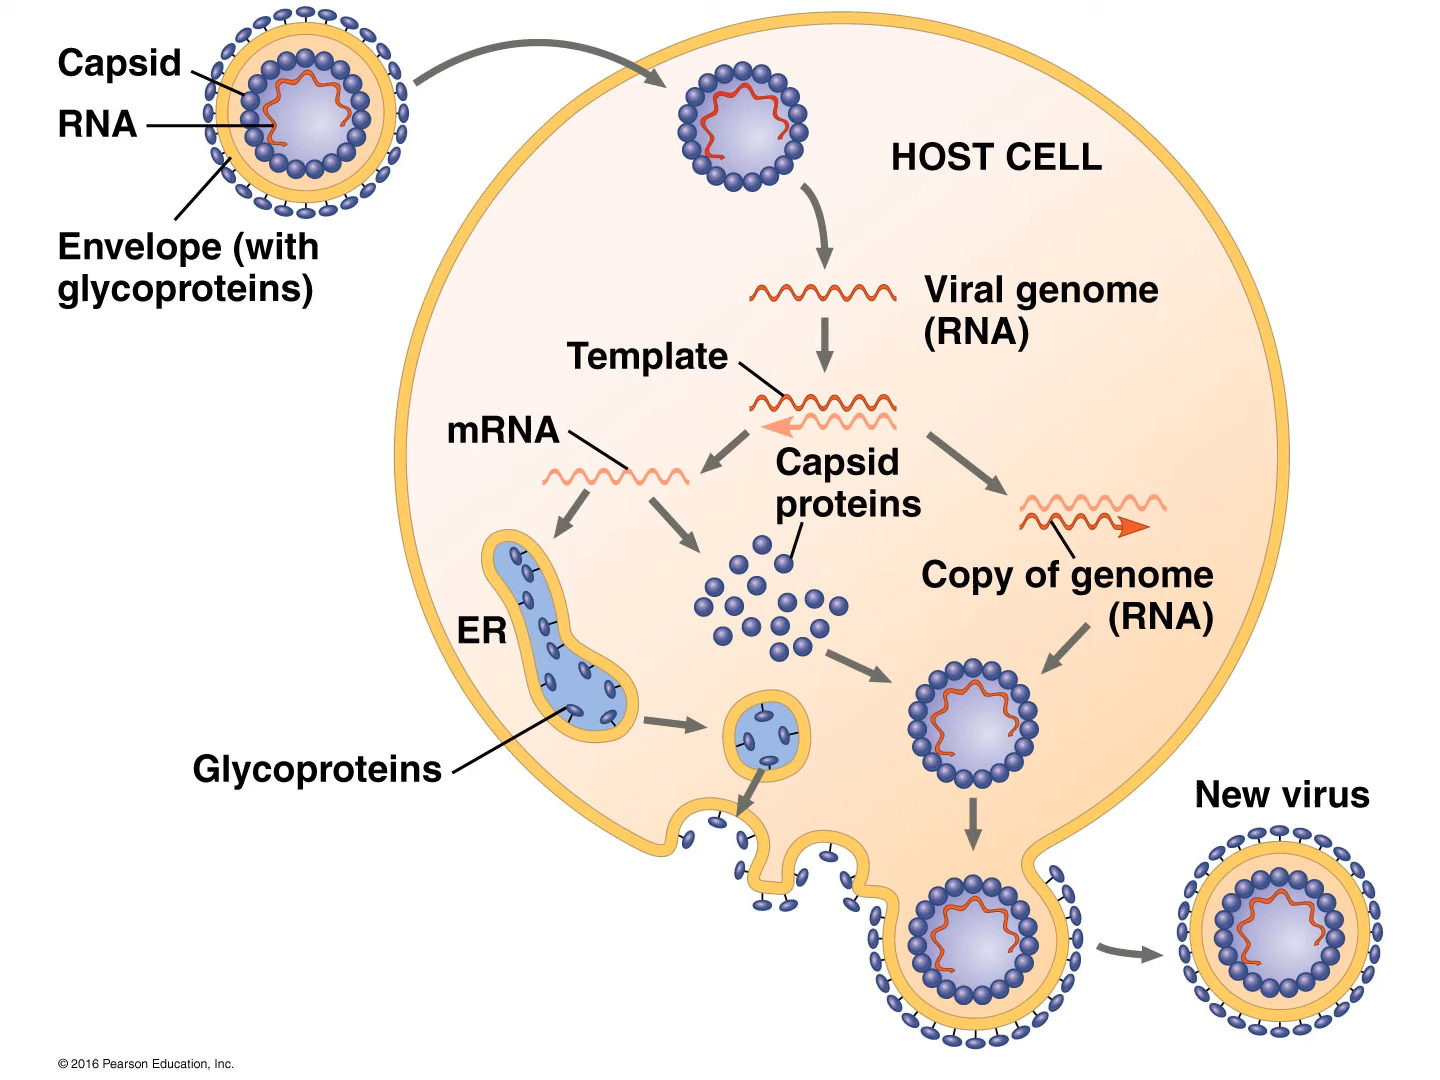 Capsid
RNA
Envelope (with
glycoproteins)
HOST CELL
Viral genome
(RNA)
Template
mRNA
Capsid
proteins
Copy of genome
(RNA)
ER
Glycoproteins
New virus
© 2016 Pearson Education, Inc.